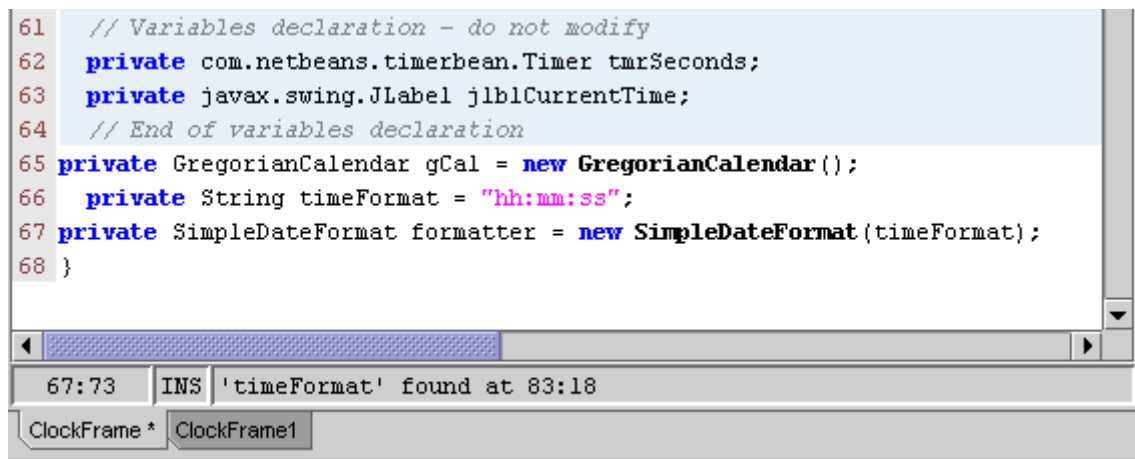 61 // Variables declaration - do not modify
62 private com.netbeans.timerbean.Timer tmrSeconds;
63 private javax.swing.JLabel jlblCurrentTime;
64 // End of variables declaration
65 private GregorianCalendar gCal = new GregorianCalendar();
66 private String timeFormat = "hh:mm:ss";
67 private SimpleDateFormat formatter = new SimpleDateFormat(timeFormat);
68 }
67:73 INS 'timeFormat' found at 83:18
ClockFrame * ClockFrame1